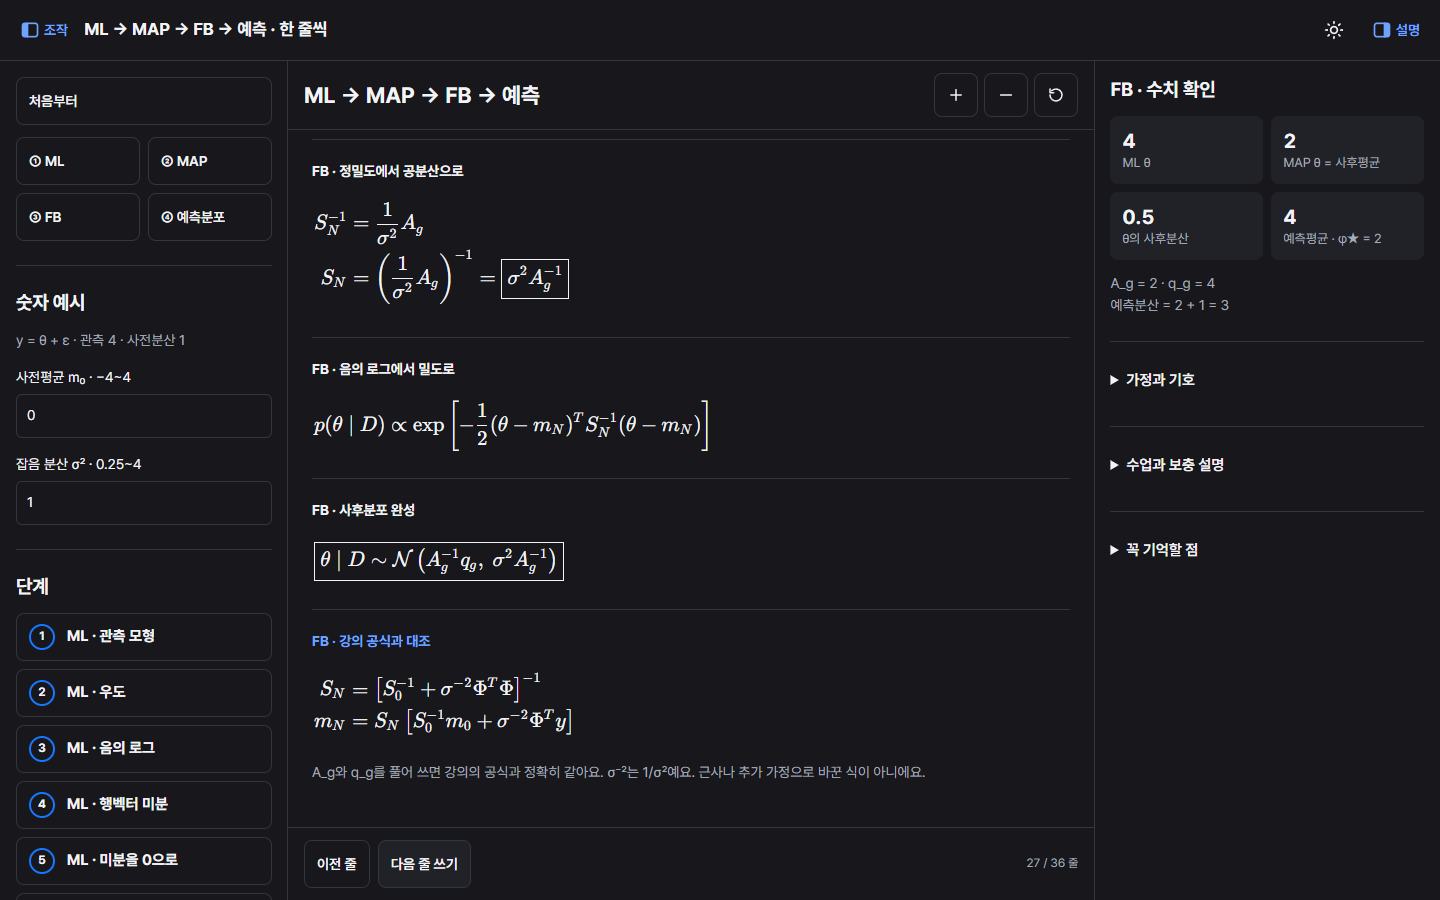 조작
ML → MAP → FB → 예측 · 한 줄씩
설명
처음부터
① ML
② MAP
③ FB
④ 예측분포
숫자 예시
y = θ + ε · 관측 4 · 사전분산 1
사전평균 m₀ · −4~4
0
잡음 분산 σ² · 0.25~4
1
단계
1 ML · 관측 모형
2 ML · 우도
3 ML · 음의 로그
4 ML · 행벡터 미분
5 ML · 미분을 0으로
ML → MAP → FB → 예측
FB · 정밀도에서 공분산으로
S_N^{-1} = \frac{1}{σ^2} A_g
S_N = \left( \frac{1}{σ^2} A_g \right)^{-1} = σ^2 A_g^{-1}
FB · 음의 로그에서 밀도로
p(θ | D) ∝ exp [ -\frac{1}{2} (θ − m_N)^T S_N^{-1} (θ − m_N) ]
FB · 사후분포 완성
θ | D ∼ 𝒩 ( A_g^{-1} q_g, σ^2 A_g^{-1} )
FB · 강의 공식과 대조
S_N = [ S_0^{-1} + σ^{-2} Φ^T Φ ]^{-1}
m_N = S_N [ S_0^{-1} m_0 + σ^{-2} Φ^T y ]
A_g와 q_g를 풀어 쓰면 강의의 공식과 정확히 같아요. σ⁻²는 1/σ²예요. 근사나 추가 가정으로 바꾼 식이 아니에요.
이전 줄
다음 줄 쓰기
27 / 36 줄
FB · 수치 확인
4
ML θ
2
MAP θ = 사후평균
0.5
θ의 사후분산
4
예측평균 · φ★ = 2
A_g = 2 · q_g = 4
예측분산 = 2 + 1 = 3
▶ 가정과 기호
▶ 수업과 보충 설명
▶ 꼭 기억할 점